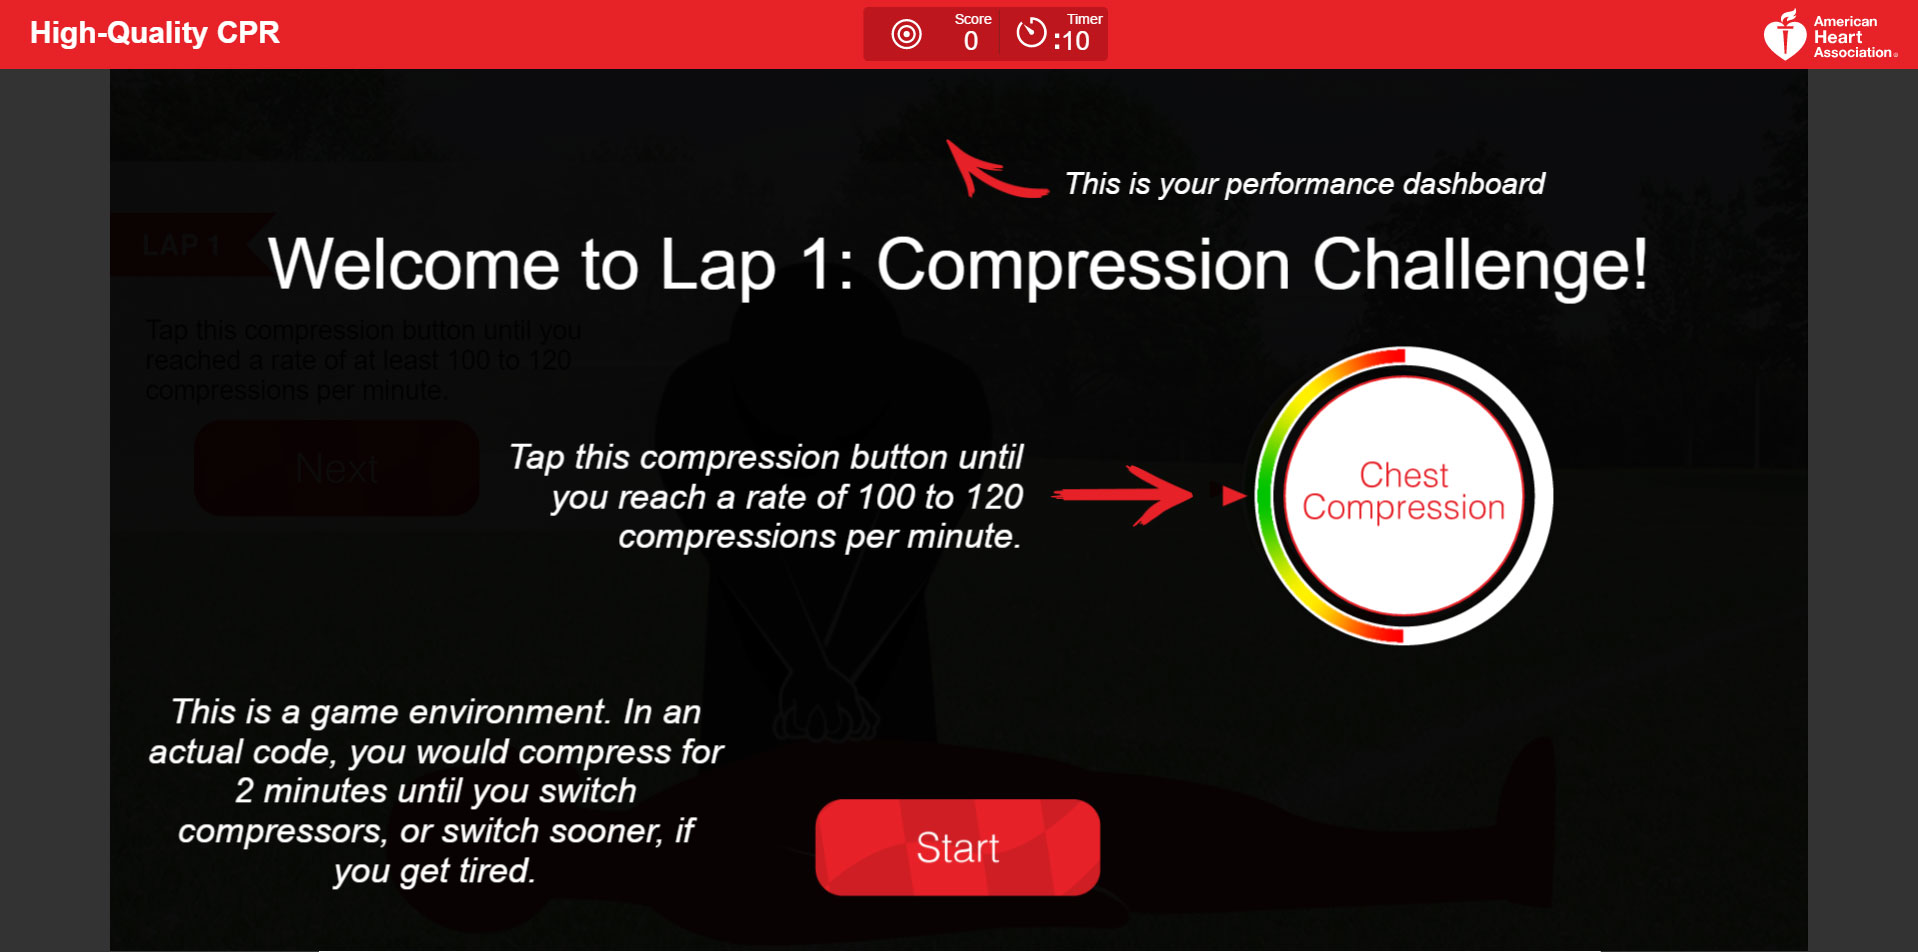 High-Quality CPR
Score
0
Timer
:10
American
Heart
Association®
This is your performance dashboard
Welcome to Lap 1: Compression Challenge!
LAP 1
Tap this compression button until you
reached a rate of at least 100 to 120
compressions per minute.
Next
Tap this compression button until
you reach a rate of 100 to 120
compressions per minute.
Chest
Compression
This is a game environment. In an
actual code, you would compress for
2 minutes until you switch
compressors, or switch sooner, if
you get tired.
Start